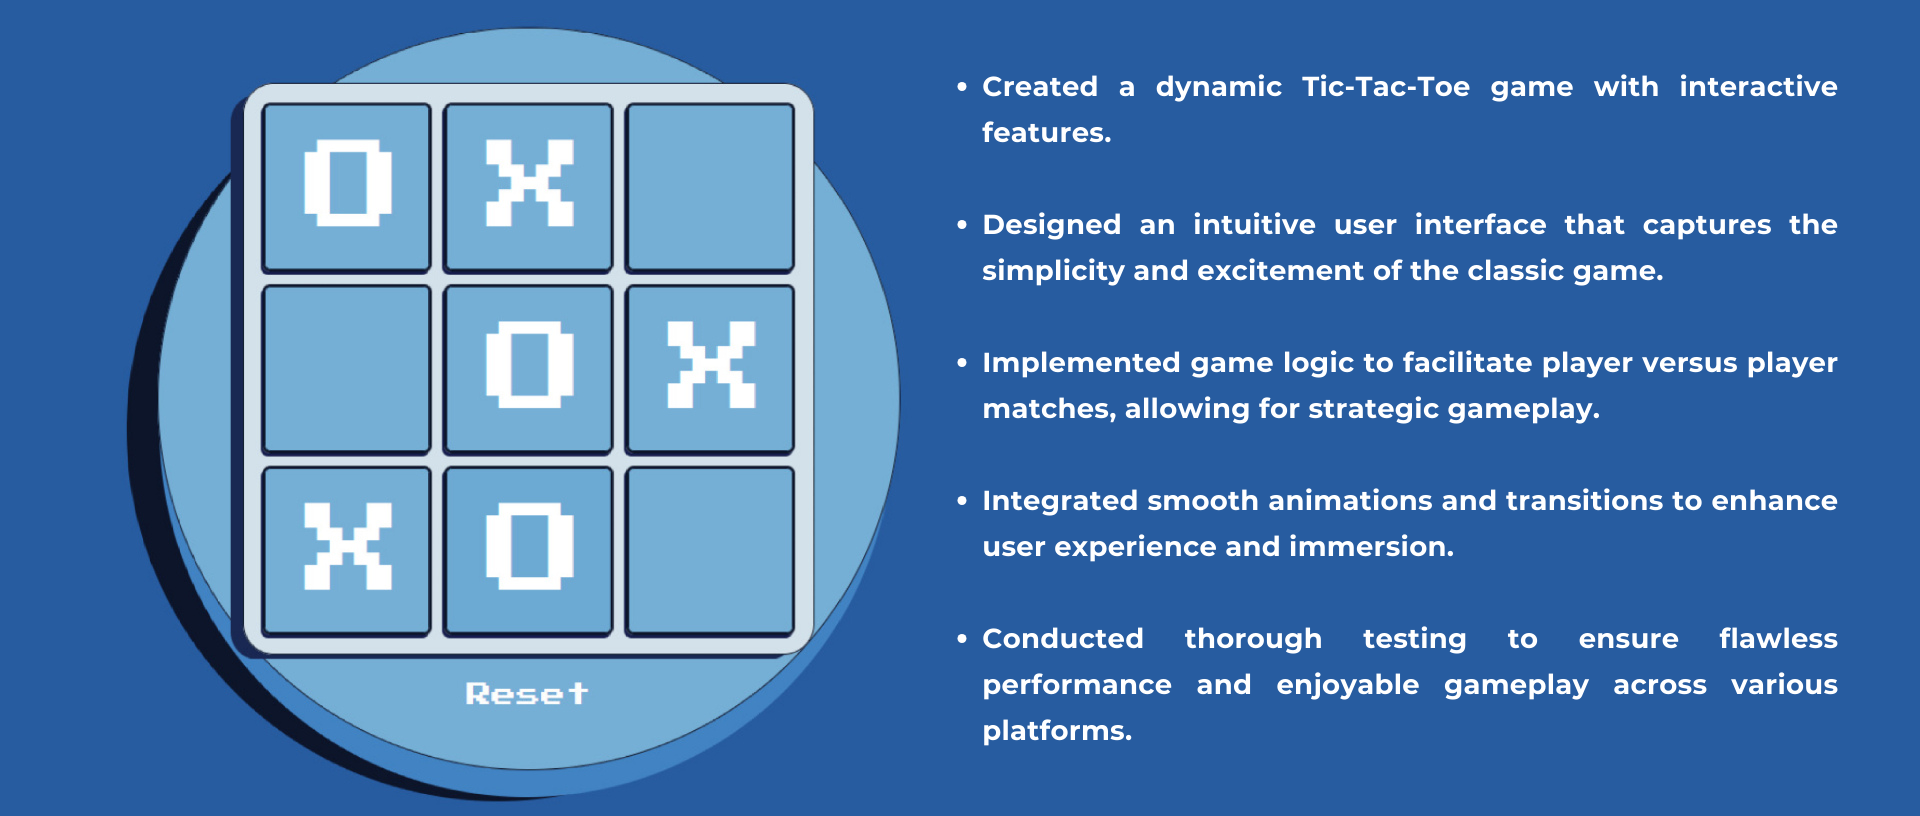 O X
O X
X O
Reset
• Created a dynamic Tic-Tac-Toe game with interactive
features.
• Designed an intuitive user interface that captures the
simplicity and excitement of the classic game.
• Implemented game logic to facilitate player versus player
matches, allowing for strategic gameplay.
• Integrated smooth animations and transitions to enhance
user experience and immersion.
• Conducted thorough testing to ensure flawless
performance and enjoyable gameplay across various
platforms.